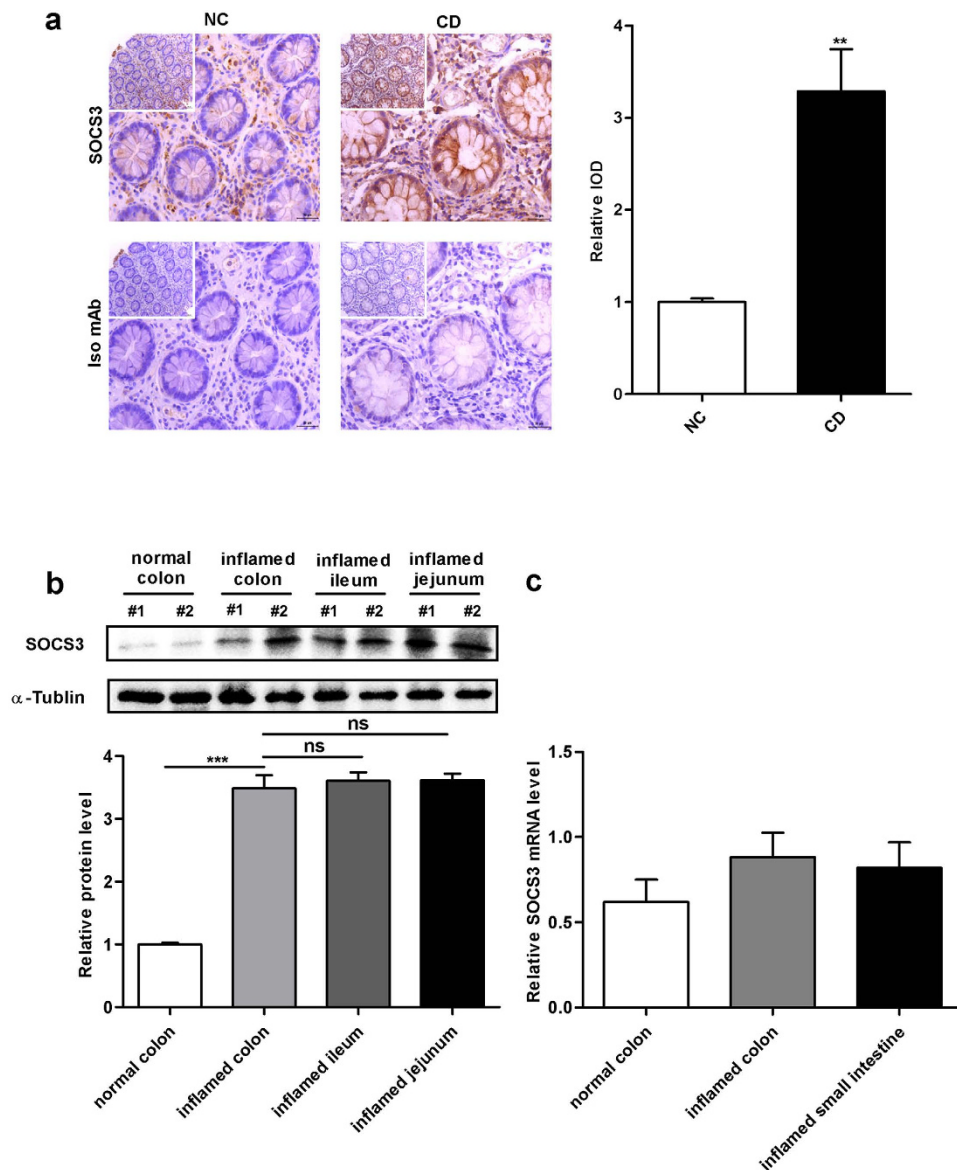 a
NC
CD
SOCS3
Iso mAb
Relative IOD
4
3
2
1
0
**
NC
CD
b
normal colon
inflamed colon
inflamed ileum
inflamed jejunum
#1 #2 #1 #2 #1 #2 #1 #2
SOCS3
α-Tublin
ns
ns
***
Relative protein level
4
3
2
1
0
normal colon
inflamed colon
inflamed ileum
inflamed jejunum
c
Relative SOCS3 mRNA level
1.5
1.0
0.5
0.0
normal colon
inflamed colon
inflamed small intestine